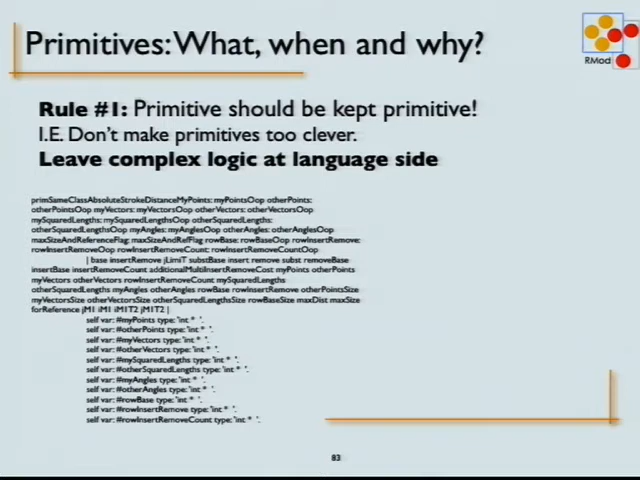 Primitives: What, when and why?
RMod
Rule #1: Primitive should be kept primitive!
I.E. Don't make primitives too clever.
Leave complex logic at language side
primSameClassAbsoluteStrokeDistanceMyPoints: myPointsOop otherPoints:
otherPointsOop myVectors: myVectorsOop otherVectors: otherVectorsOop
mySquaredLengths: mySquaredLengthsOop otherSquaredLengths:
otherSquaredLengthsOop myAngles: myAnglesOop otherAngles: otherAnglesOop
maxSizeAndReferenceFlag: maxSizeAndRefFlag rowBase: rowBaseOop rowInsertRemove:
rowInsertRemoveOop rowInsertRemoveCount: rowInsertRemoveCountOop
| base insertRemove jLimiT substBase insert remove subst removeBase
insertBase insertRemoveCount additionalMultiInsertRemoveCost myPoints otherPoints
myVectors otherVectors rowInsertRemoveCount mySquaredLengths
otherSquaredLengths myAngles otherAngles rowBase rowInsertRemove otherPointsSize
myVectorsSize otherVectorsSize otherSquaredLengthsSize rowBaseSize maxDist maxSize
forReference jM1 iM1 iM1T2 jM1T2 |
self var: #myPoints type: 'int * '.
self var: #otherPoints type: 'int * '.
self var: #myVectors type: 'int * '.
self var: #otherVectors type: 'int * '.
self var: #mySquaredLengths type: 'int * '.
self var: #otherSquaredLengths type: 'int * '.
self var: #myAngles type: 'int * '.
self var: #otherAngles type: 'int * '.
self var: #rowBase type: 'int * '.
self var: #rowInsertRemove type: 'int * '.
self var: #rowInsertRemoveCount type: 'int * '.
83